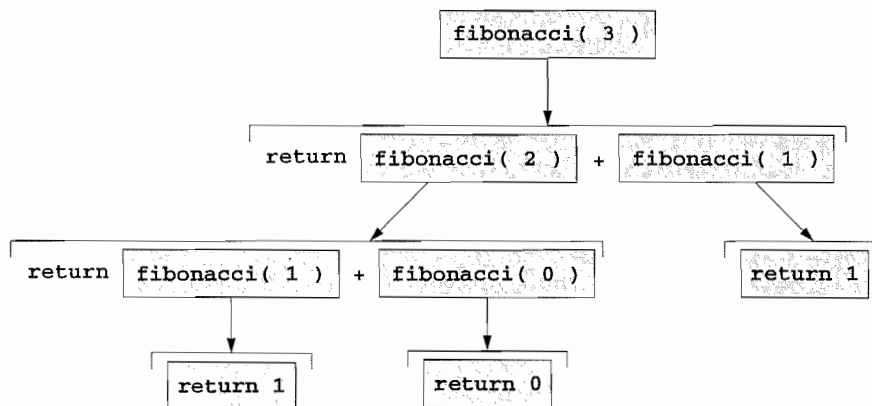 fibonacci( 3 )
return fibonacci( 2 ) + fibonacci( 1 )
return fibonacci( 1 ) + fibonacci( 0 )
return 1
return 1
return 0